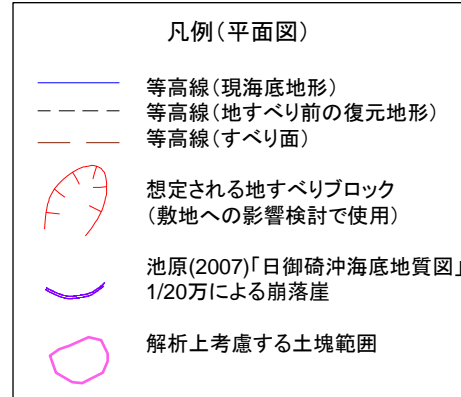 凡例(平面図)
等高線(現海底地形)
等高線(地すべり前の復元地形)
等高線(すべり面)
想定される地すべりブロック
(敷地への影響検討で使用)
池原(2007)「日御碕沖海底地質図」
1/20万による崩落崖
解析上考慮する土塊範囲